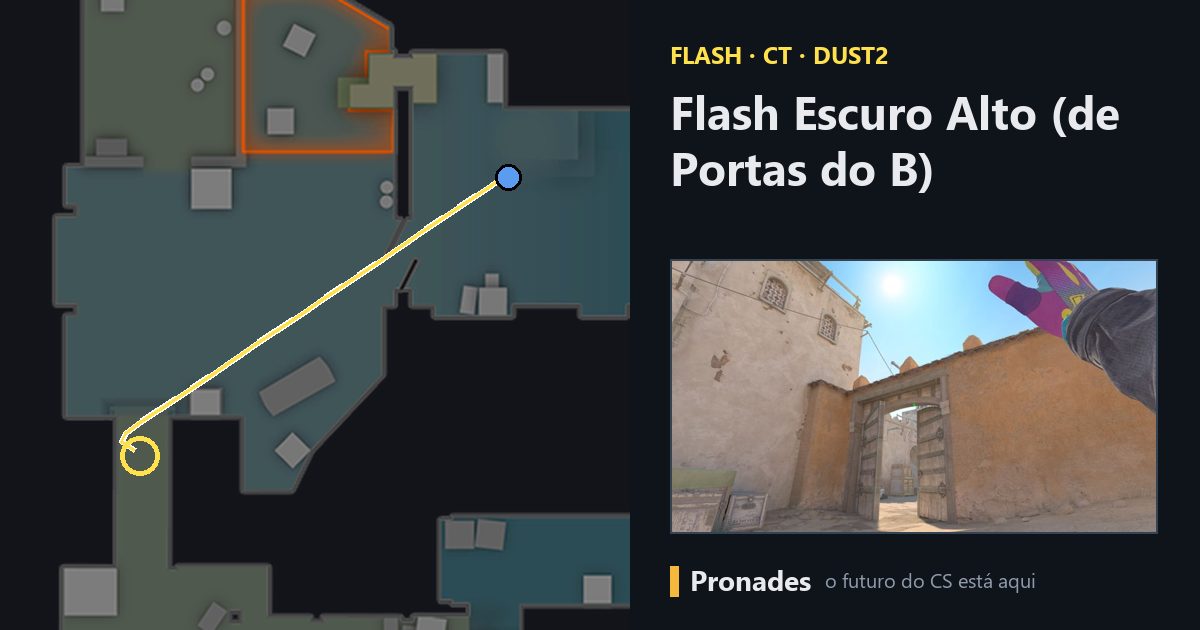 FLASH · CT · DUST2
Flash Escuro Alto (de
Portas do B)
Pronades o futuro do CS está aqui